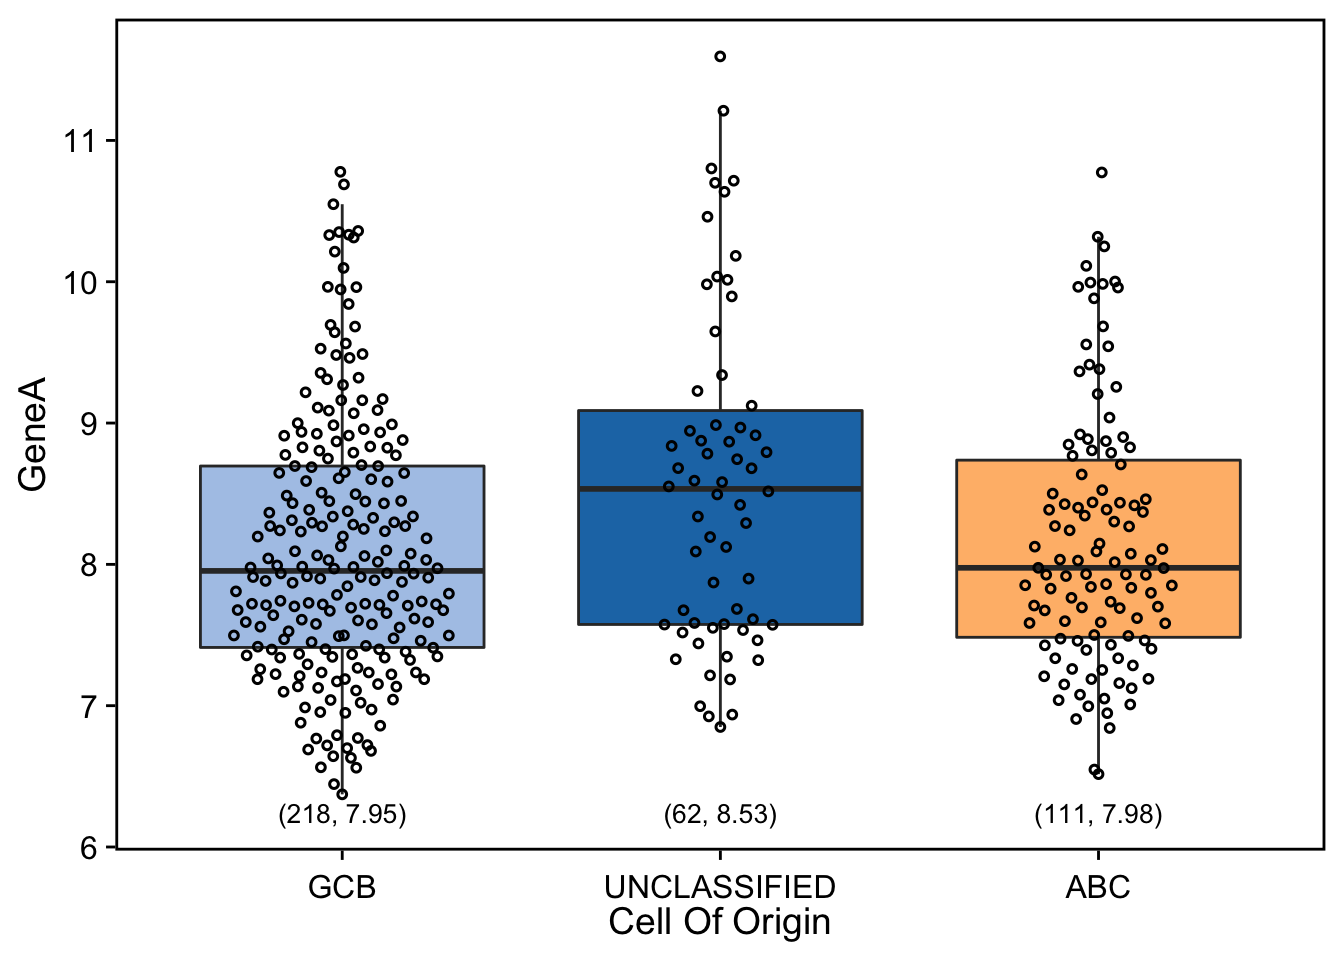 11
10
9
8
7
6
GeneA
(218, 7.95) (62, 8.53) (111, 7.98)
GCB UNCLASSIFIED ABC
Cell Of Origin